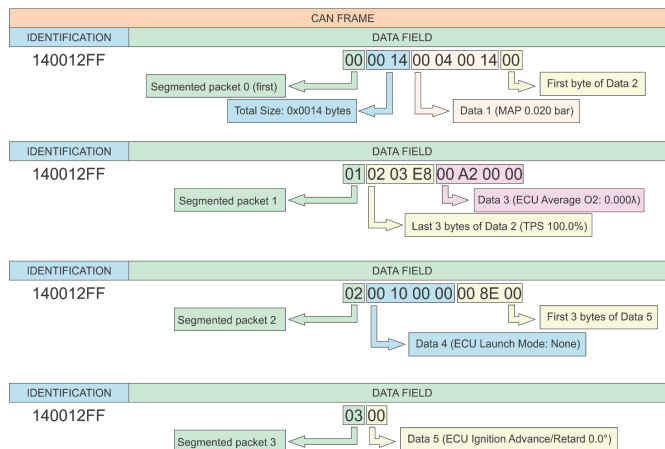 CAN FRAME
IDENTIFICATION DATA FIELD
140012FF 00 00 14 00 04 00 14 00
Segmented packet 0 (first) First byte of Data 2
Total Size: 0x0014 bytes Data 1 (MAP 0.020 bar)
IDENTIFICATION DATA FIELD
140012FF 01 02 03 E8 00 A2 00 00
Segmented packet 1 Data 3 (ECU Average O2: 0.000λ)
Last 3 bytes of Data 2 (TPS 100.0%)
IDENTIFICATION DATA FIELD
140012FF 02 00 10 00 00 00 8E 00
Segmented packet 2 First 3 bytes of Data 5
Data 4 (ECU Launch Mode: None)
IDENTIFICATION DATA FIELD
140012FF 03 00
Segmented packet 3 Data 5 (ECU Ignition Advance/Retard 0.0°)